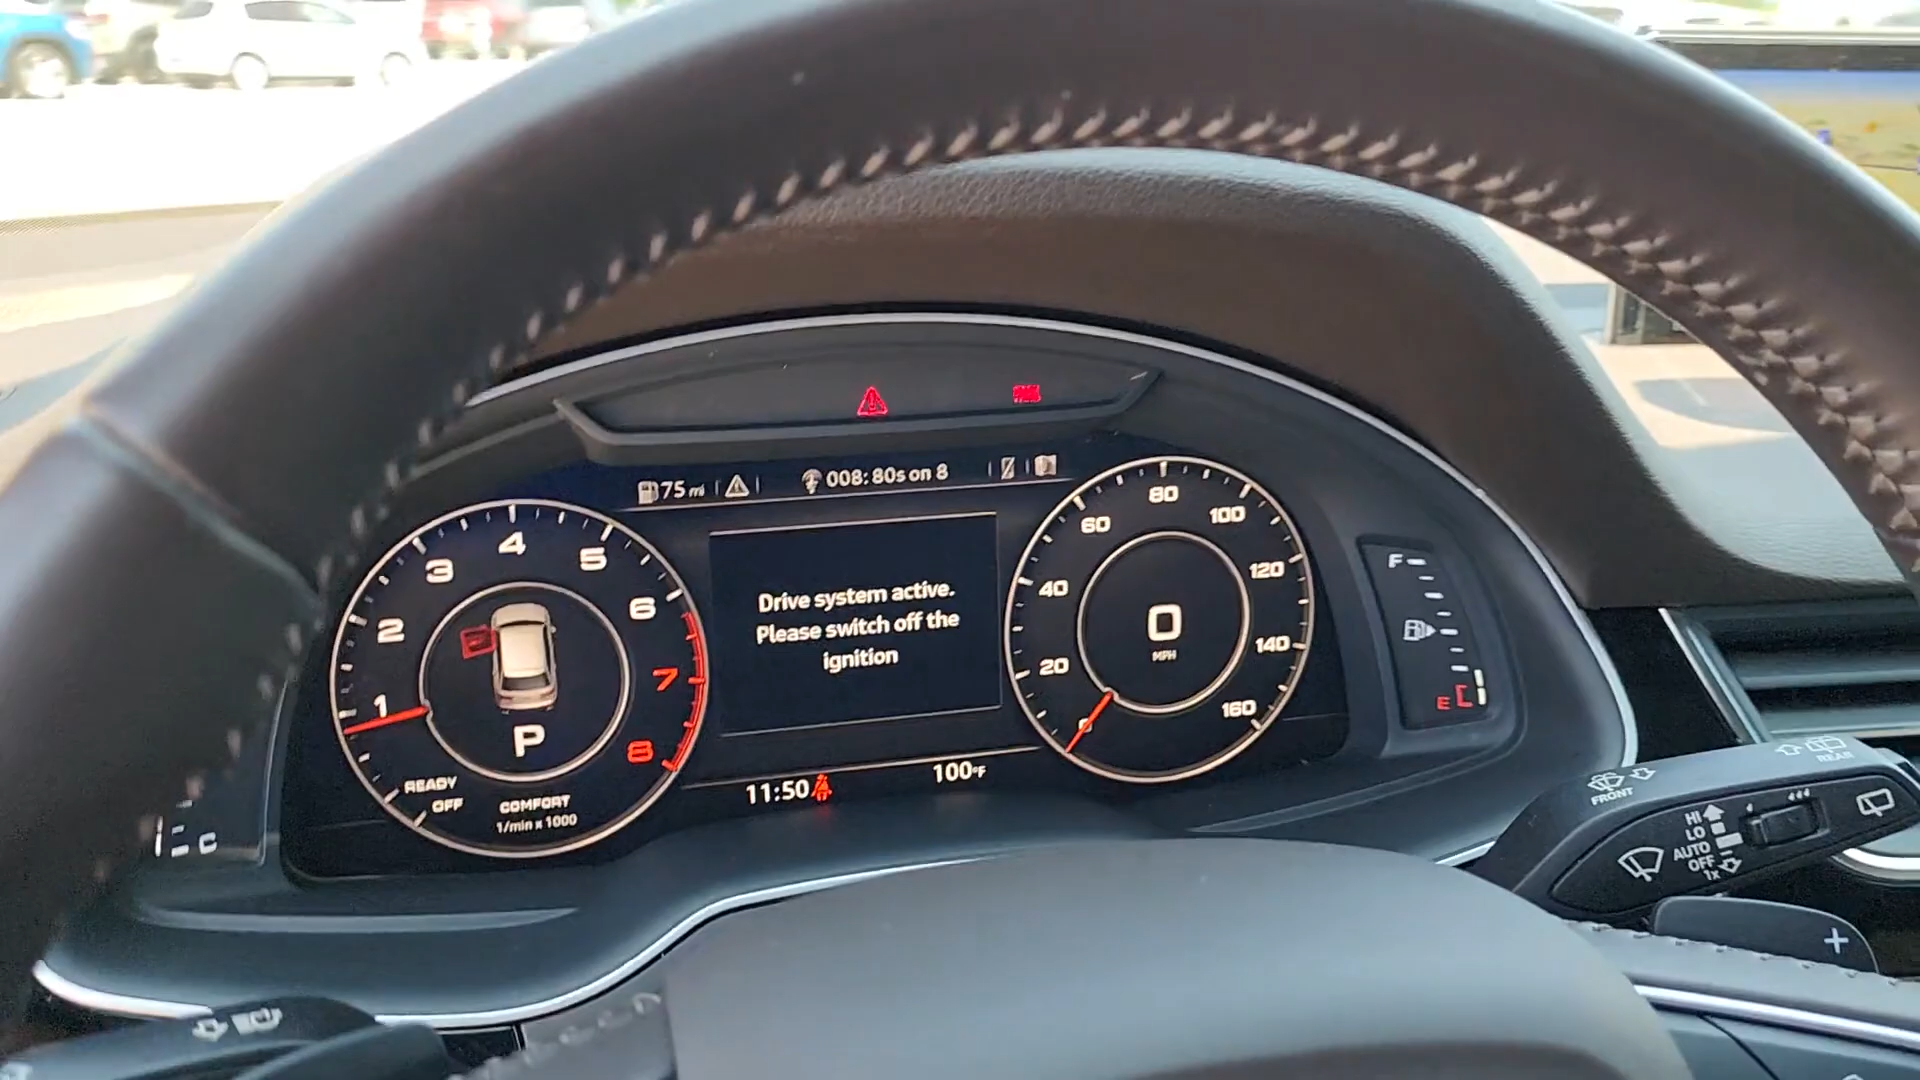 75 mi
008: 80s on 8
Drive system active.
Please switch off the
ignition
1
2
3
4
5
6
7
8
P
READY
OFF
COMFORT
1/min x 1000
0
20
40
60
80
100
120
140
160
0
MPH
11:50
100°F
F
E
C
FRONT
REAR
HI
LO
AUTO
OFF
1x
+